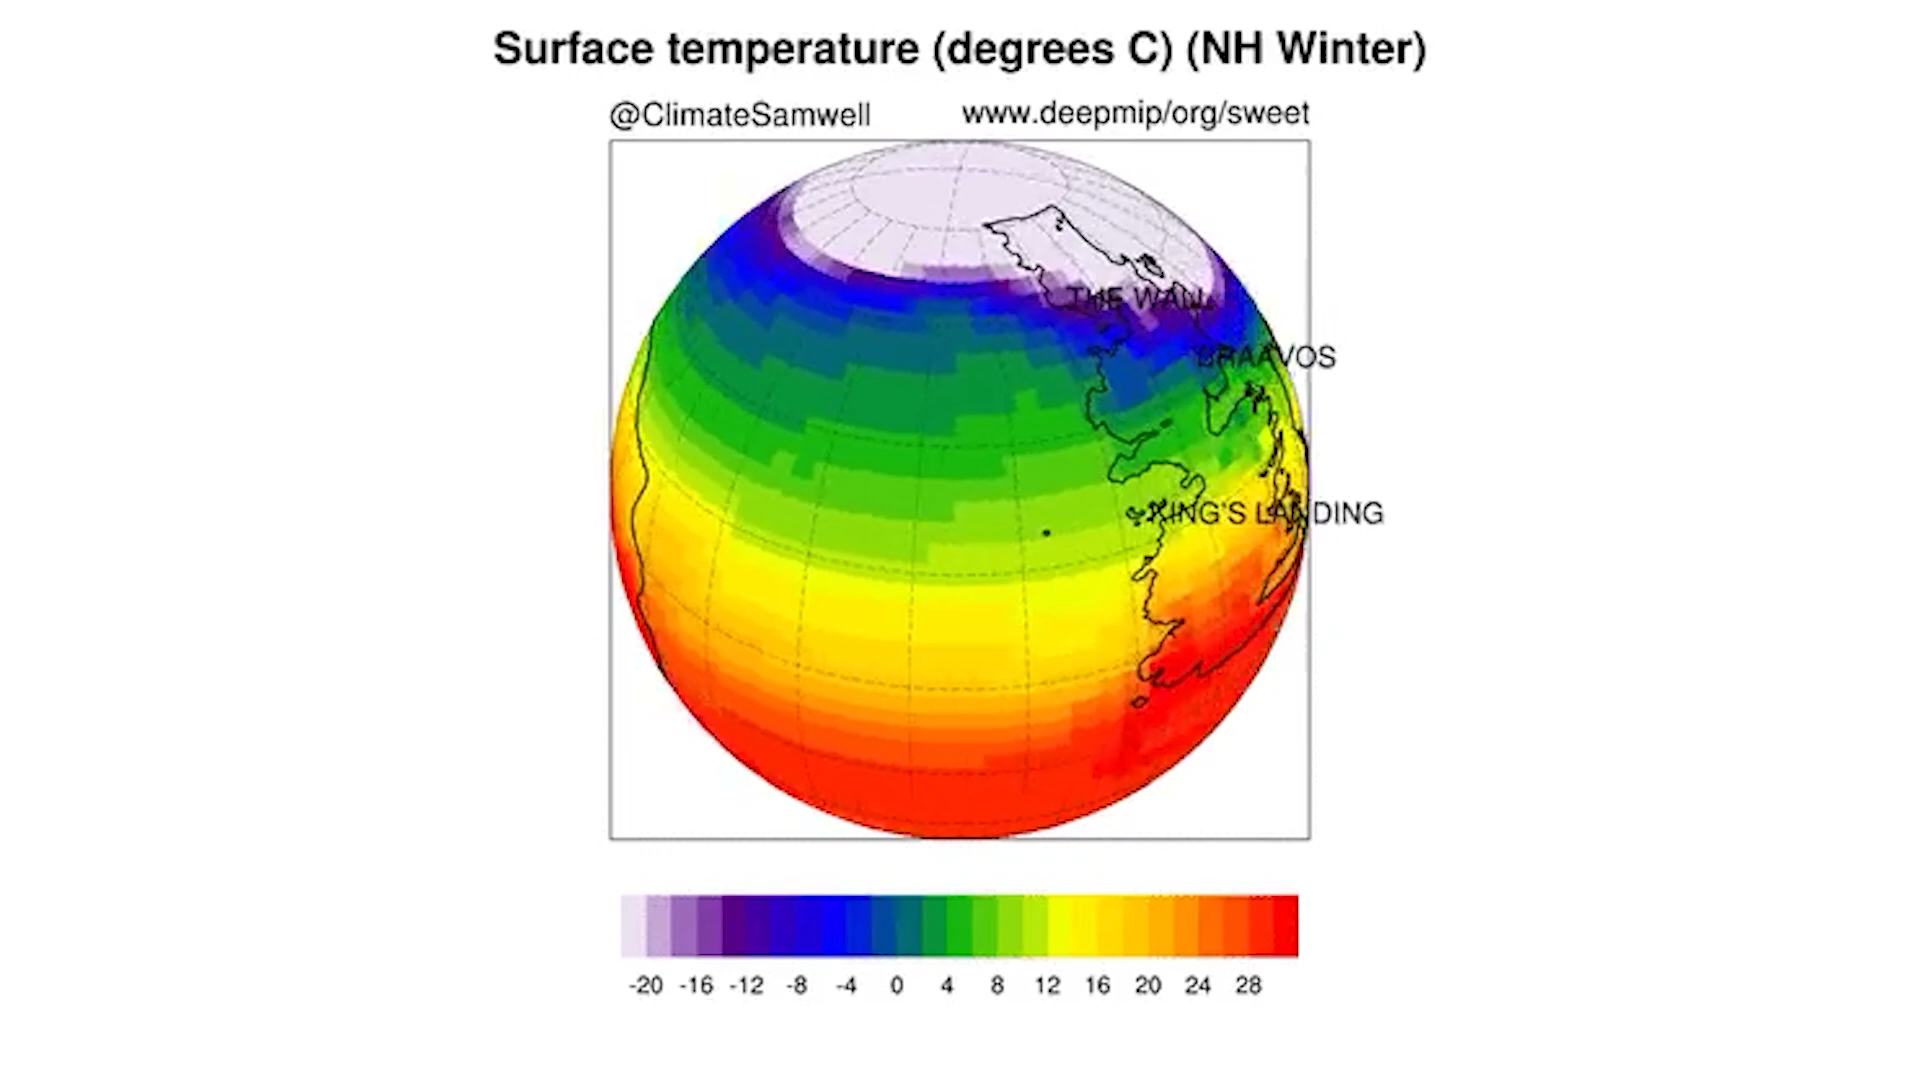 Surface temperature (degrees C) (NH Winter)
@ClimateSamwell www.deepmip/org/sweet
THE WALL
BRAAVOS
KING'S LANDING
-20 -16 -12 -8 -4 0 4 8 12 16 20 24 28